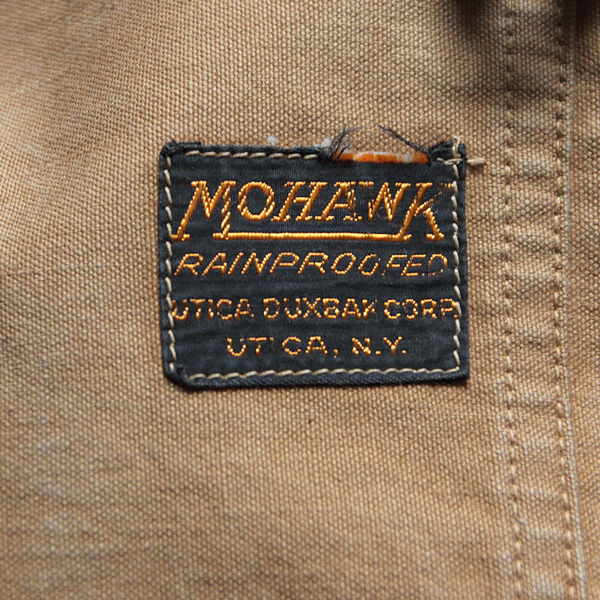 MOHAWK
RAINPROOFED
UTICA DUXBAK CORP.
UTICA, N.Y.